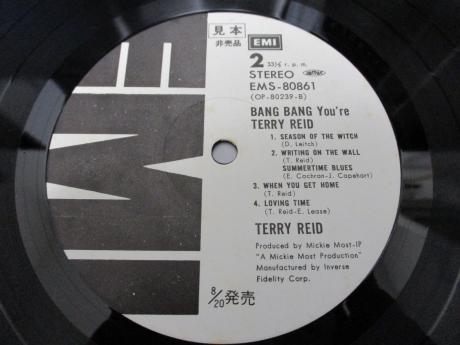 見本
非売品
EMI
2 33⅓ r. p. m.
STEREO
EMS-80861
(OP-80239-B)
BANG BANG You're
TERRY REID
1. SEASON OF THE WITCH
(D. Leitch)
2. WRITING ON THE WALL
(T. Reid)
SUMMERTIME BLUES
(E. Cochran-J. Capehart)
3. WHEN YOU GET HOME
(T. Reid)
4. LOVING TIME
(T. Reid-E. Lease)
TERRY REID
Produced by Mickie Most-IP
"A Mickie Most Production"
Manufactured by Inverse
Fidelity Corp.
8/20発売
EMI